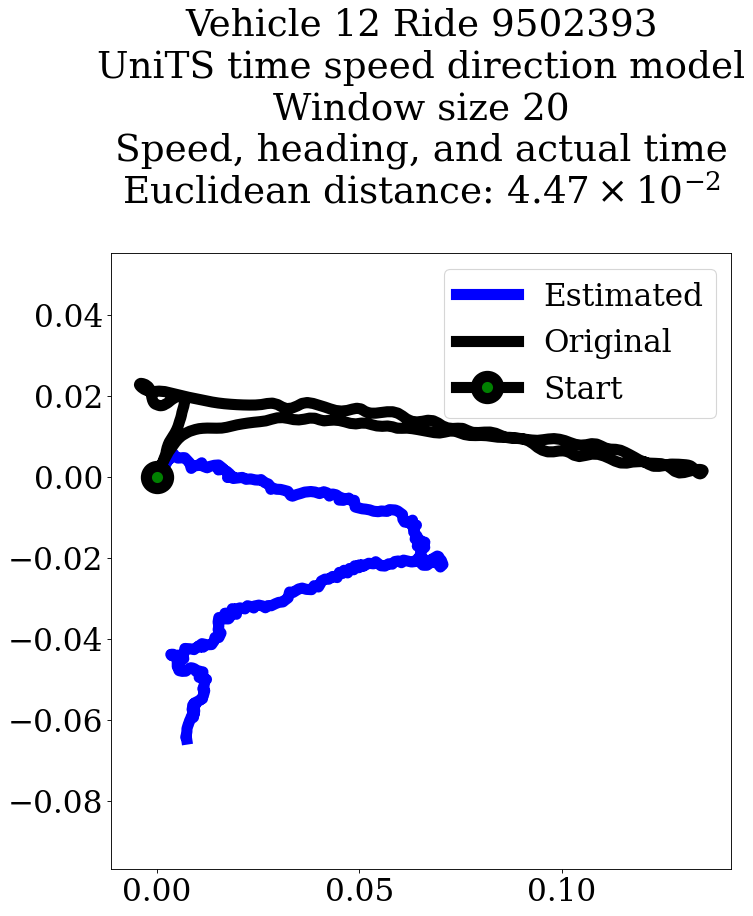 Vehicle 12 Ride 9502393
UniTS time speed direction model
Window size 20
Speed, heading, and actual time
Euclidean distance: 4.47 × 10⁻²
Estimated
Original
Start
0.04
0.02
0.00
−0.02
−0.04
−0.06
−0.08
0.00 0.05 0.10